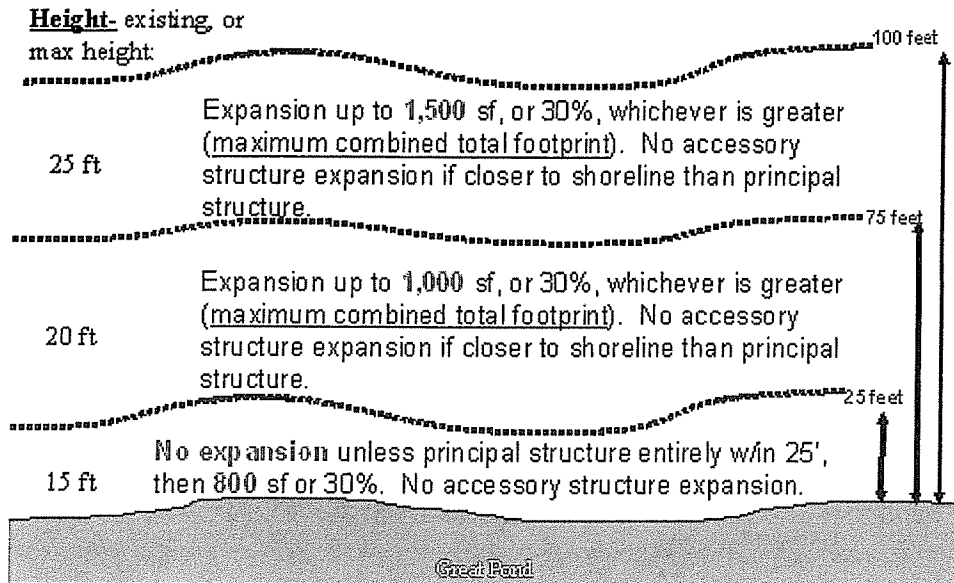 Height- existing, or
max height:
100 feet
Expansion up to 1,500 sf, or 30%, whichever is greater
(maximum combined total footprint). No accessory
25 ft
structure expansion if closer to shoreline than principal
structure.
75 feet
Expansion up to 1,000 sf, or 30%, whichever is greater
(maximum combined total footprint). No accessory
20 ft
structure expansion if closer to shoreline than principal
structure.
25 feet
No expansion unless principal structure entirely w/in 25',
15 ft
then 800 sf or 30%. No accessory structure expansion.
Great Pond